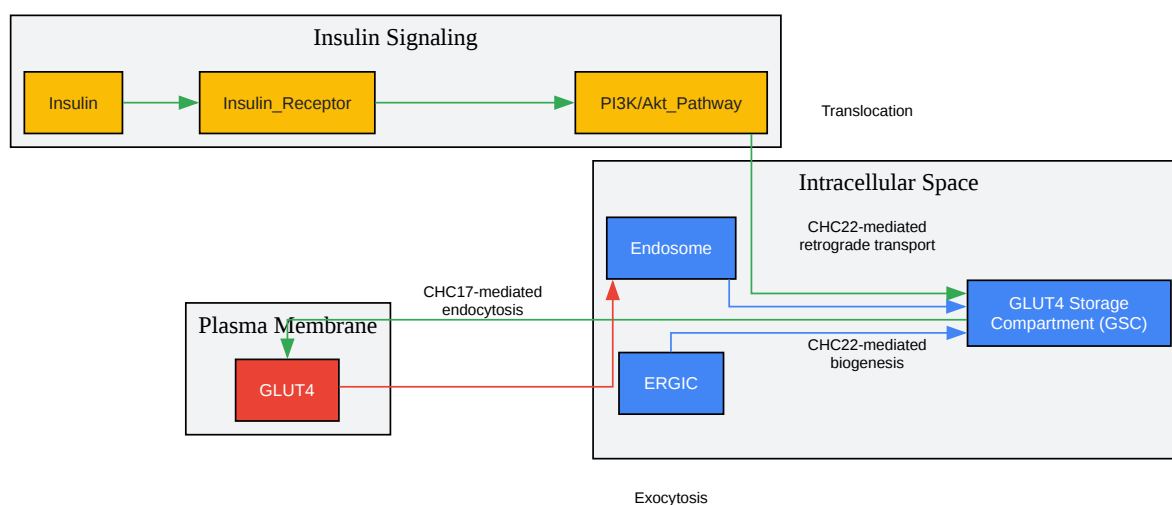 Insulin Signaling
Insulin
Insulin_Receptor
PI3K/Akt_Pathway
Translocation
Intracellular Space
CHC22-mediated
retrograde transport
Endosome
CHC17-mediated
endocytosis
GLUT4 Storage
Compartment (GSC)
Plasma Membrane
CHC22-mediated
biogenesis
GLUT4
ERGIC
Exocytosis